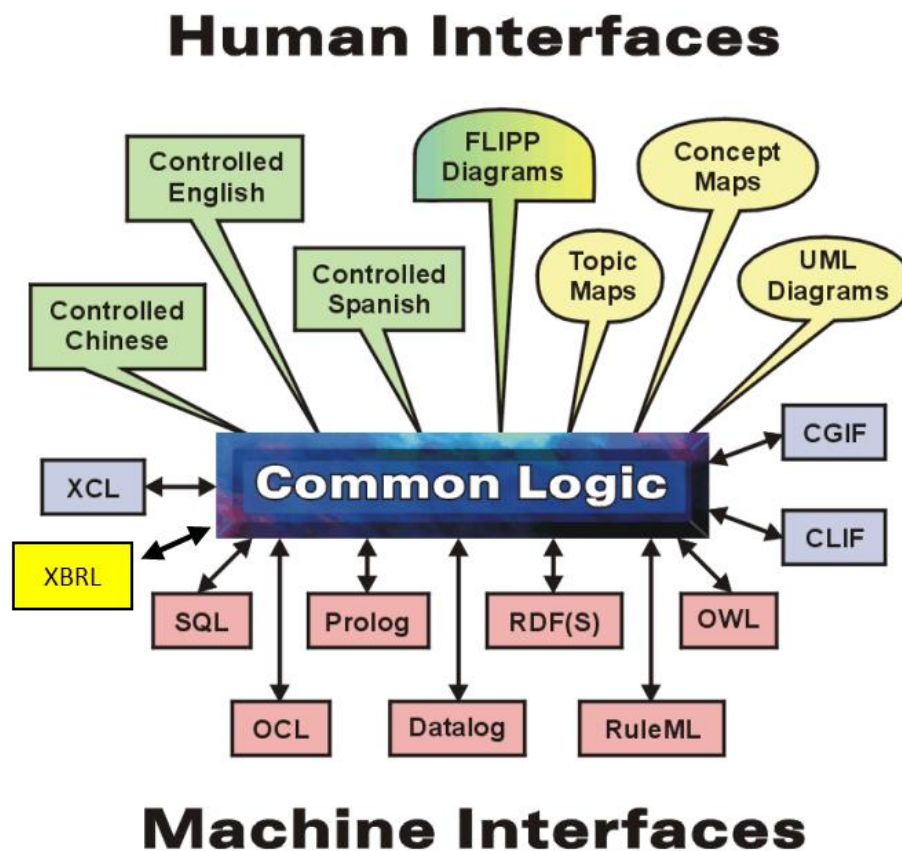 Human Interfaces
FLIPP
Diagrams
Concept
Maps
Controlled
English
Topic
Maps
UML
Diagrams
Controlled
Spanish
Controlled
Chinese
CGIF
Common Logic
XCL
CLIF
XBRL
SQL
Prolog
RDF(S)
OWL
OCL
Datalog
RuleML
Machine Interfaces